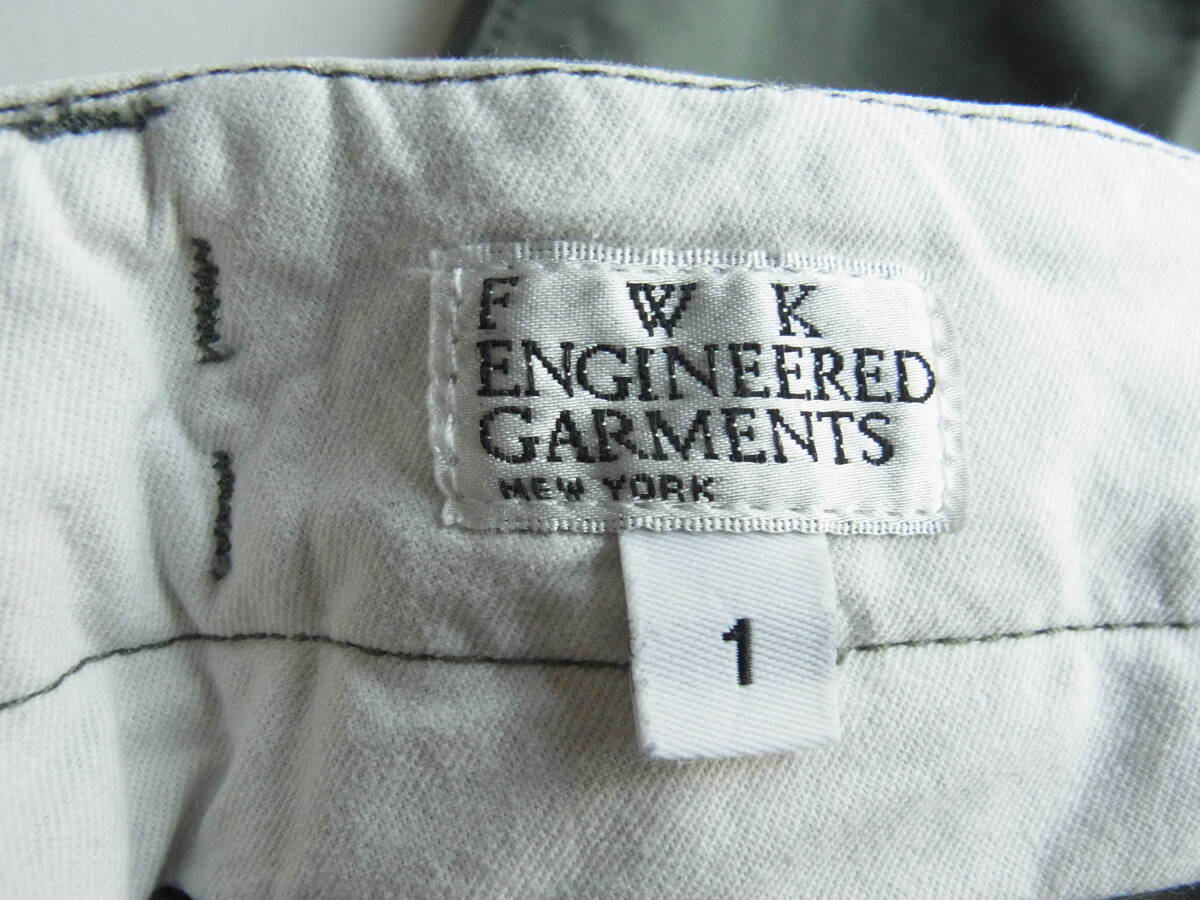 F W K
ENGINEERED
GARMENTS
NEW YORK
1